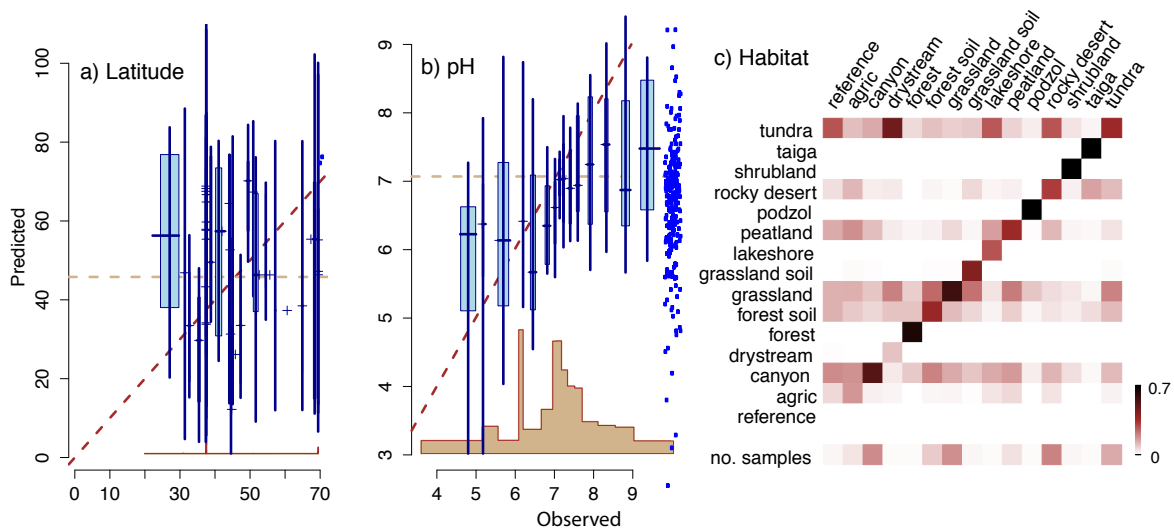 a) Latitude
Predicted
0
20
40
60
80
100
0 10 30 50 70
b) pH
3
4
5
6
7
8
9
4 5 6 7 8 9
Observed
c) Habitat
reference
agric
canyon
drystream
forest
forest soil
grassland
grassland soil
lakeshore
peatland
podzol
rocky desert
shrubland
taiga
tundra
tundra
taiga
shrubland
rocky desert
podzol
peatland
lakeshore
grassland soil
grassland
forest soil
forest
drystream
canyon
agric
reference
no. samples
0.7
0